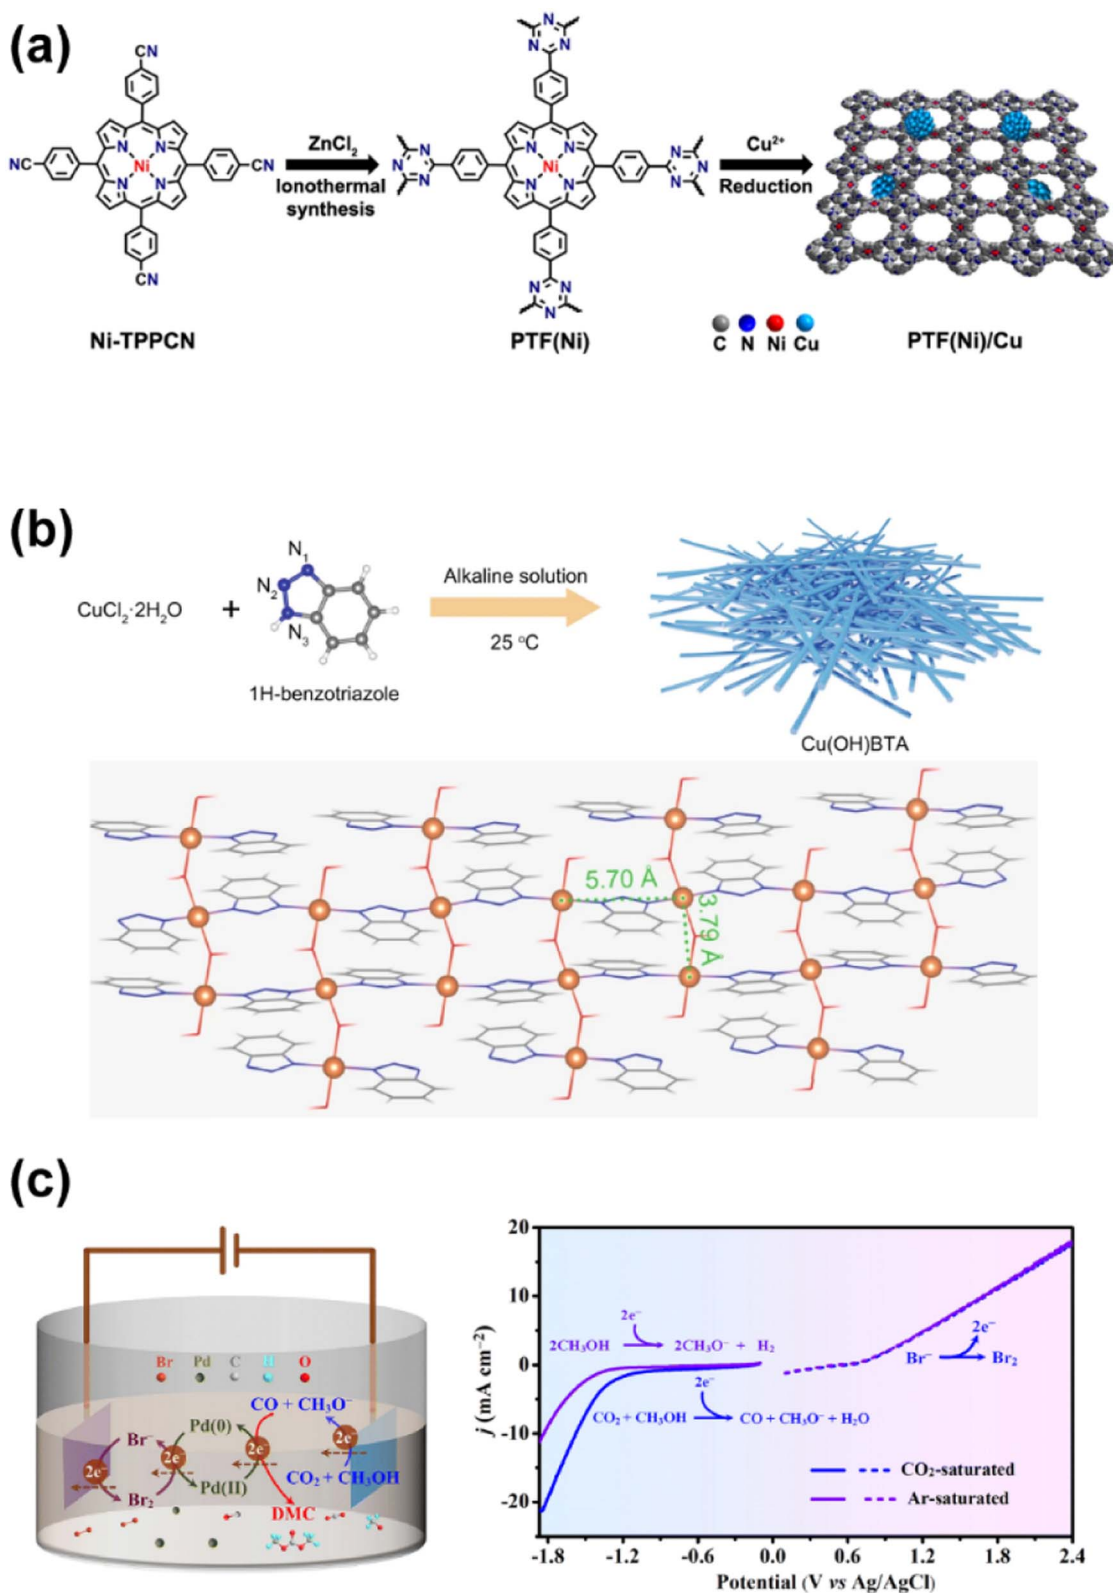 (a)
CN
NC
CN
CN
Ni
N
N
N
N
Ni-TPPCN
ZnCl₂
Ionothermal
synthesis
N
N
N
N
N
N
N
N
N
N
N
N
Ni
N
N
N
N
PTF(Ni)
Cu²⁺
Reduction
C N Ni Cu
PTF(Ni)/Cu
(b)
CuCl₂·2H₂O
+
N₁
N₂
N₃
1H-benzotriazole
Alkaline solution
25 °C
Cu(OH)BTA
5.70 Å
3.79 Å
(c)
Br Pd C H O
CO + CH₃O⁻
Pd(0)
Br⁻
2e⁻
2e⁻
2e⁻
2e⁻
Pd(II)
CO₂ + CH₃OH
Br₂
DMC
20
10
0
-10
-20
j (mA cm⁻²)
2e⁻
2CH₃OH
2CH₃O⁻ + H₂
2e⁻
CO₂ + CH₃OH
CO + CH₃O⁻ + H₂O
2e⁻
Br⁻
Br₂
CO₂-saturated
Ar-saturated
-1.8 -1.2 -0.6 0.0 0.6 1.2 1.8 2.4
Potential (V vs Ag/AgCl)